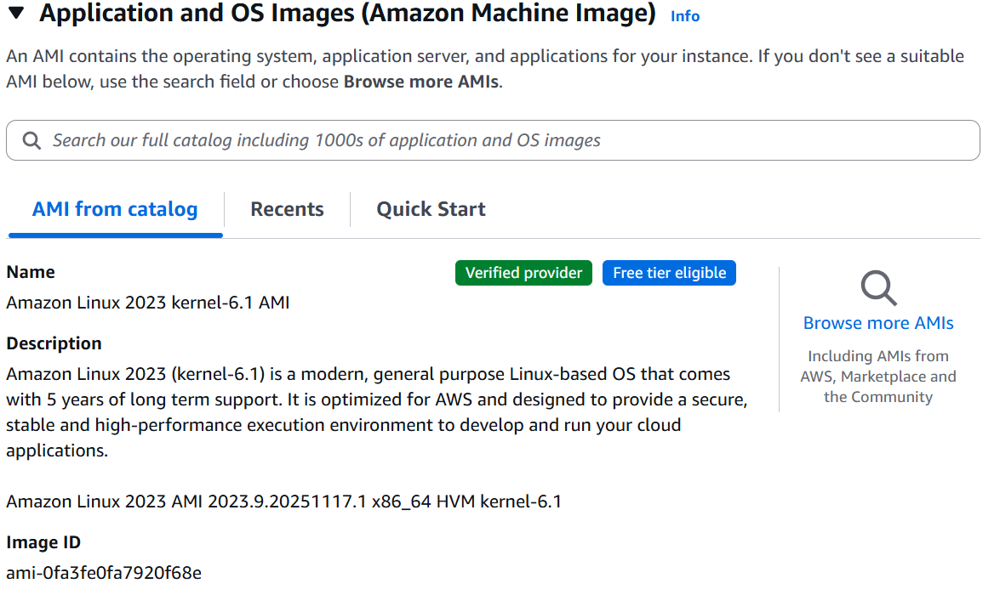 Application and OS Images (Amazon Machine Image) Info
An AMI contains the operating system, application server, and applications for your instance. If you don't see a suitable
AMI below, use the search field or choose Browse more AMIs.
Search our full catalog including 1000s of application and OS images
AMI from catalog
Recents
Quick Start
Name
Verified provider
Free tier eligible
Amazon Linux 2023 kernel-6.1 AMI
Description
Amazon Linux 2023 (kernel-6.1) is a modern, general purpose Linux-based OS that comes
with 5 years of long term support. It is optimized for AWS and designed to provide a secure,
stable and high-performance execution environment to develop and run your cloud
applications.
Amazon Linux 2023 AMI 2023.9.20251117.1 x86_64 HVM kernel-6.1
Image ID
ami-0fa3fe0fa7920f68e
Browse more AMIs
Including AMIs from
AWS, Marketplace and
the Community